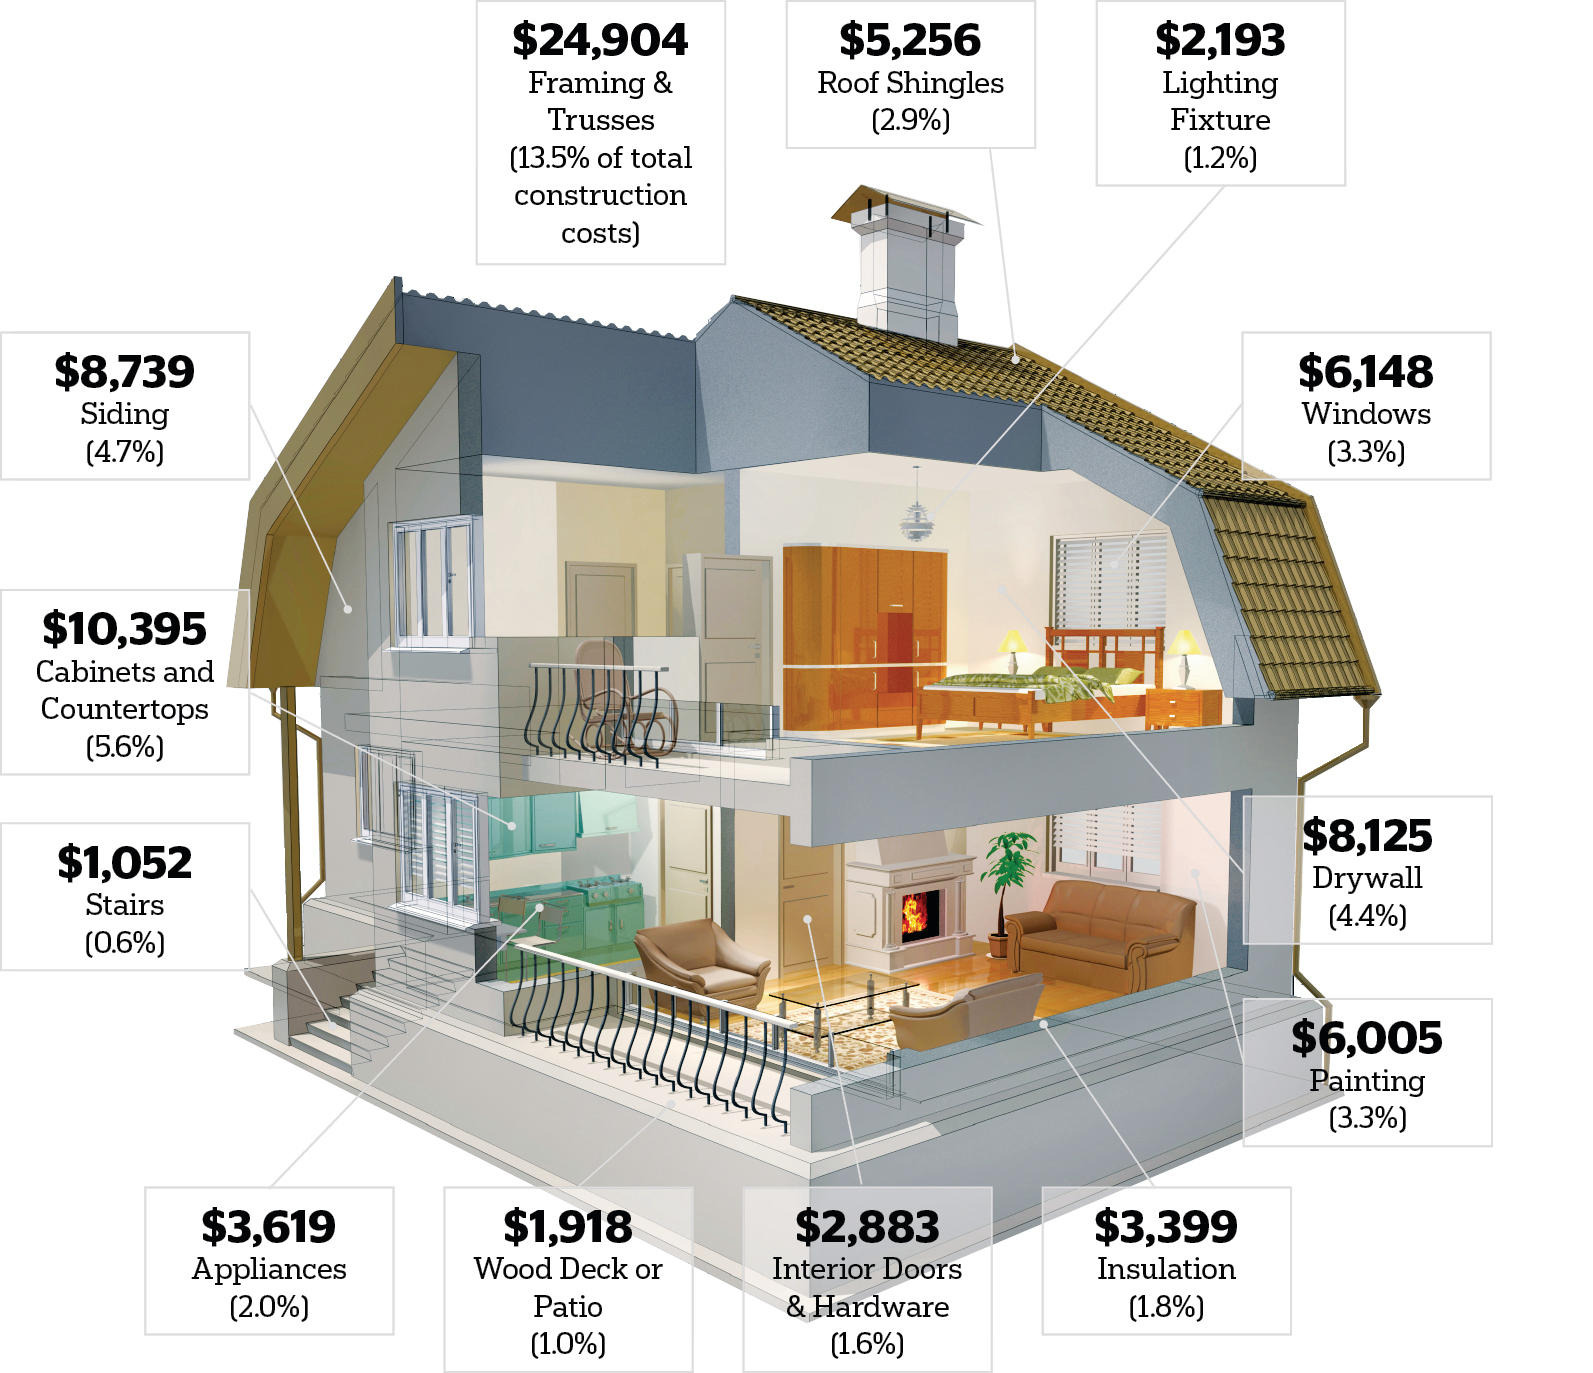 $24,904
Framing &
Trusses
(13.5% of total
construction
costs)
$5,256
Roof Shingles
(2.9%)
$2,193
Lighting
Fixture
(1.2%)
$8,739
Siding
(4.7%)
$6,148
Windows
(3.3%)
$10,395
Cabinets and
Countertops
(5.6%)
$1,052
Stairs
(0.6%)
$8,125
Drywall
(4.4%)
$6,005
Painting
(3.3%)
$3,619
Appliances
(2.0%)
$1,918
Wood Deck or
Patio
(1.0%)
$2,883
Interior Doors
& Hardware
(1.6%)
$3,399
Insulation
(1.8%)